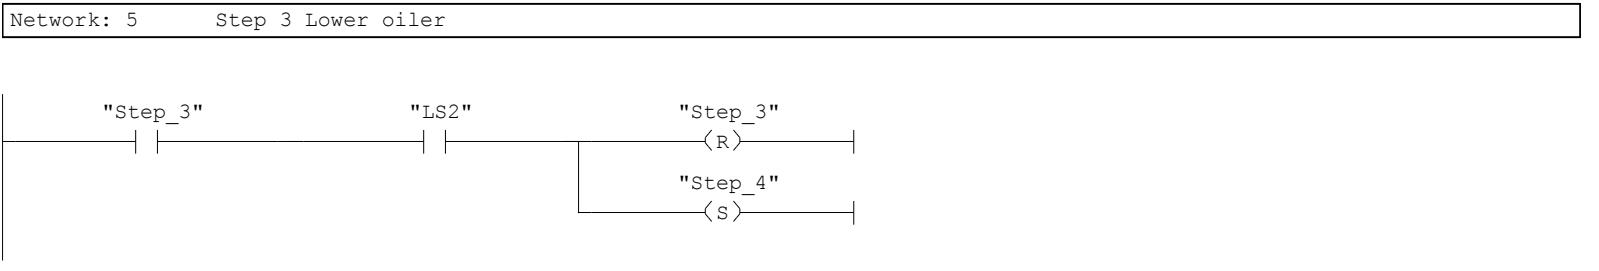 Network: 5 Step 3 Lower oiler
"Step_3" "LS2" "Step_3"
(R)
"Step_4"
(S)